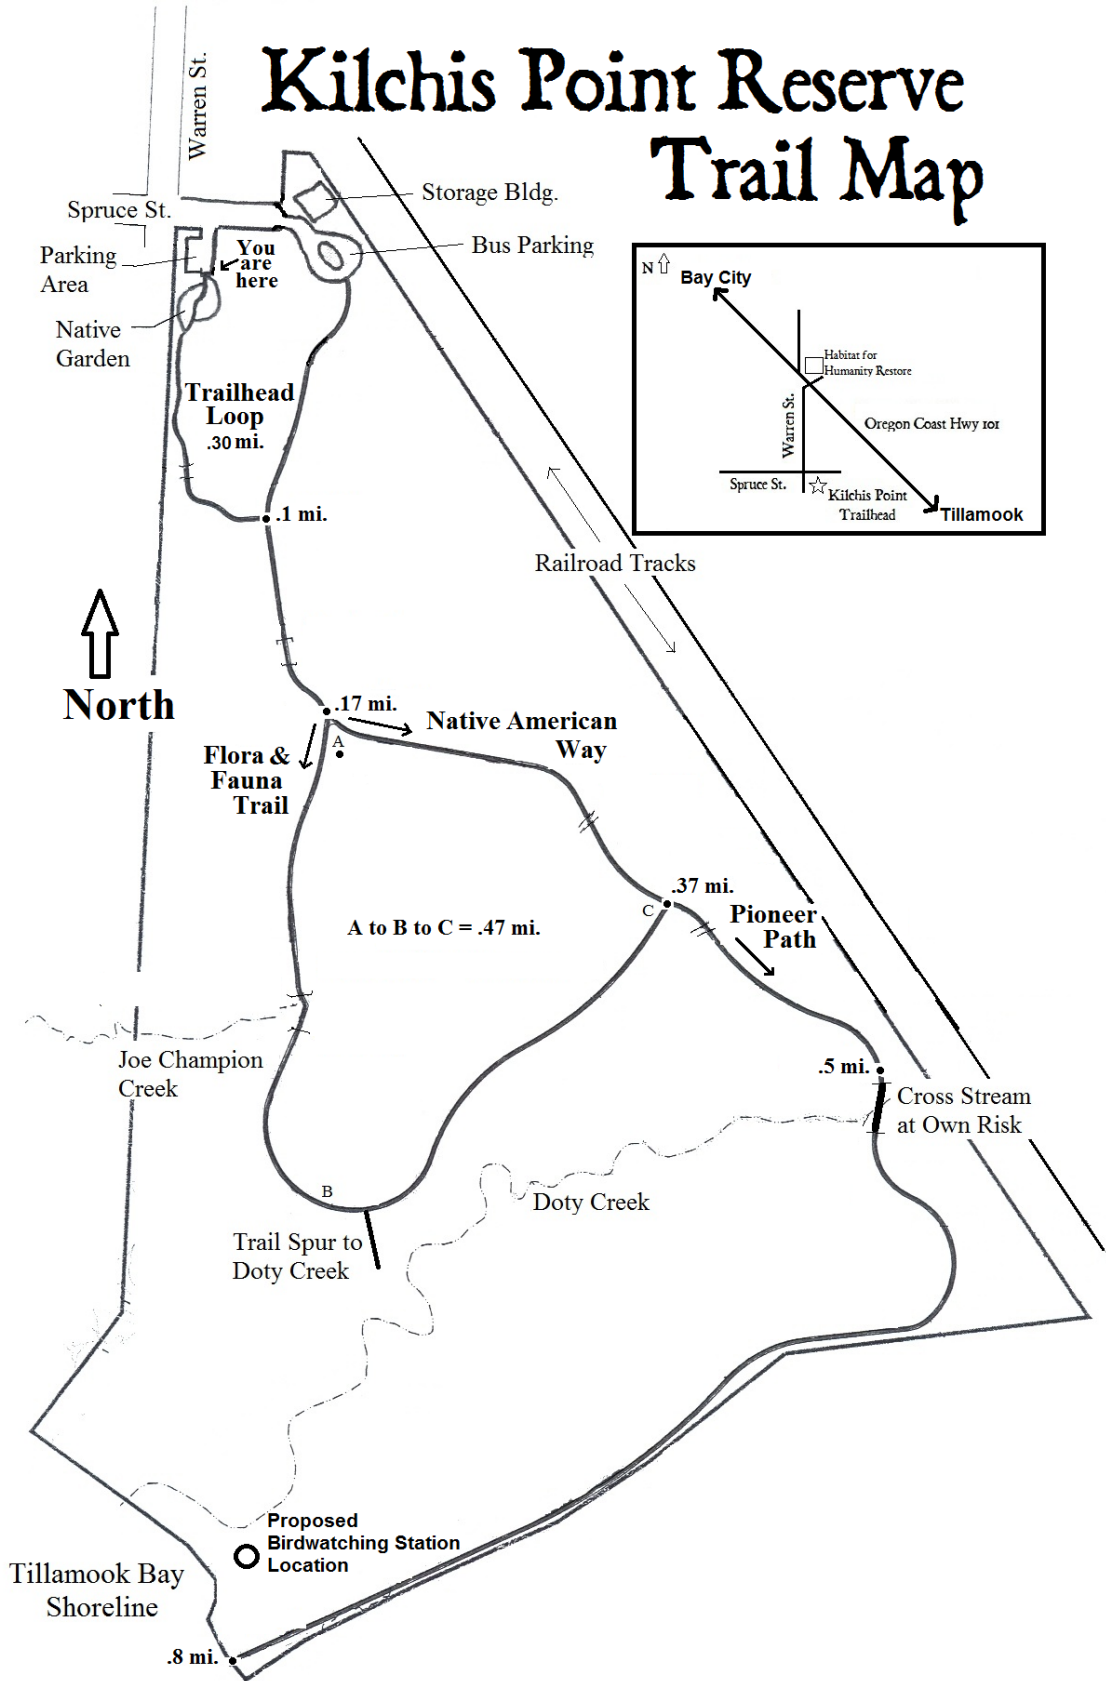 Kilchis Point Reserve
Trail Map
Warren St.
Spruce St.
Storage Bldg.
Bus Parking
Parking
Area
You
are
here
Native
Garden
N
Bay City
Habitat for
Humanity Restore
Warren St.
Oregon Coast Hwy 101
Spruce St.
Kilchis Point
Trailhead
Tillamook
Trailhead
Loop
.30 mi.
.1 mi.
Railroad Tracks
North
.17 mi.
Native American
Way
A
Flora &
Fauna
Trail
.37 mi.
C
Pioneer
Path
A to B to C = .47 mi.
Joe Champion
Creek
.5 mi.
Cross Stream
at Own Risk
B
Doty Creek
Trail Spur to
Doty Creek
Proposed
Birdwatching Station
Location
Tillamook Bay
Shoreline
.8 mi.